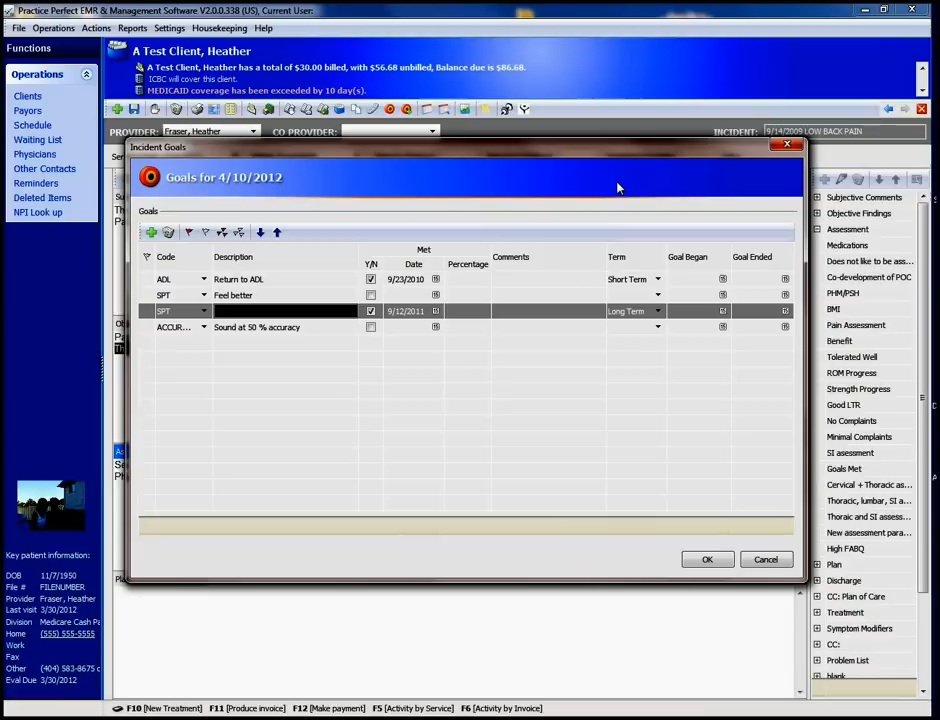 Practice Perfect EMR & Management Software V2.0.0.338 (US), Current User:
File Operations Actions Reports Settings Housekeeping Help
Functions
A Test Client, Heather
A Test Client, Heather has a total of $30.00 billed, with $56.68 unbilled, Balance due is $86.68.
ICBC will cover this client.
MEDICAID coverage has been exceeded by 10 day(s).
Operations
Clients
Payors
Schedule
Waiting List
Physicians
Other Contacts
Reminders
Deleted Items
NPI Look up
PROVIDER: Fraser, Heather CO PROVIDER: INCIDENT: 9/14/2009 LOW BACK PAIN
Incident Goals
Goals for 4/10/2012
Goals
Met
Code Description Y/N Date Percentage Comments Term Goal Began Goal Ended
ADL Return to ADL 9/23/2010 Short Term
SPT Feel better
SPT 9/12/2011 Long Term
ACCUR... Sound at 50 % accuracy
OK Cancel
Subjective Comments
Objective Findings
Assessment
Medications
Does not like to be ass...
Co-development of POC
PHM/PSH
BMI
Pain Assessment
Benefit
Tolerated Well
ROM Progress
Strength Progress
Good LTR
No Complaints
Minimal Complaints
SI assessment
Goals Met
Cervical + Thoracic as...
Thoracic, lumbar, SI a...
Thoraic and SI assess...
New assessment para...
High FABQ
Plan
Discharge
CC: Plan of Care
Treatment
Symptom Modifiers
CC:
Problem List
blank
Key patient information:
DOB 11/7/1950
File # FILENUMBER
Provider Fraser, Heather
Last visit 3/30/2012
Division Medicare Cash Pa
Home (555) 555-5555
Work
Fax
Other (404) 583-8675 c
Eval Due 3/30/2012
F10 [New Treatment] F11 [Produce invoice] F12 [Make payment] F5 [Activity by Service] F6 [Activity by Invoice]